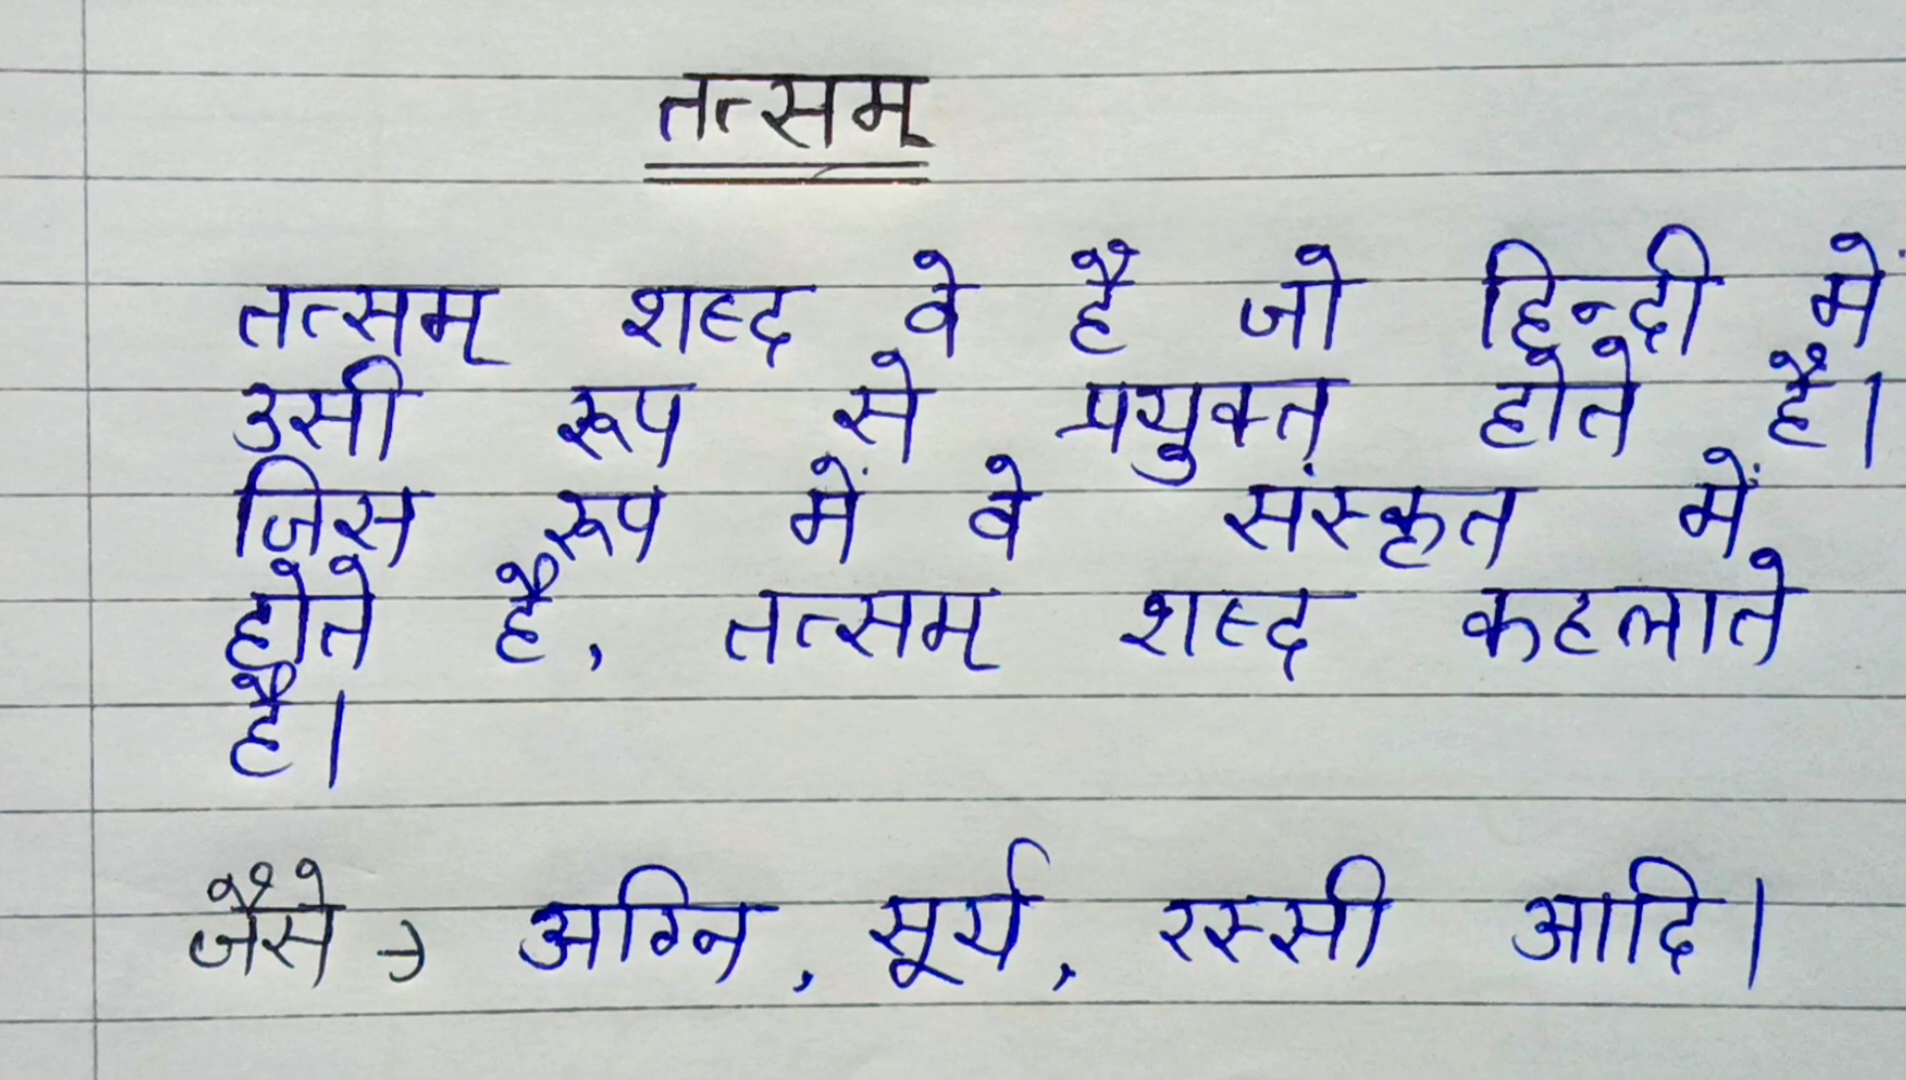 तत्सम्
तत्सम् शब्द वे है जो हिन्दी में
उसी रूप से प्रयुक्त होते है।
जिस रूप में वे संस्कृत में
होते है, तत्सम् शब्द कहलाते
है।
जैसे → अग्नि, सूर्य, रस्सी आदि।